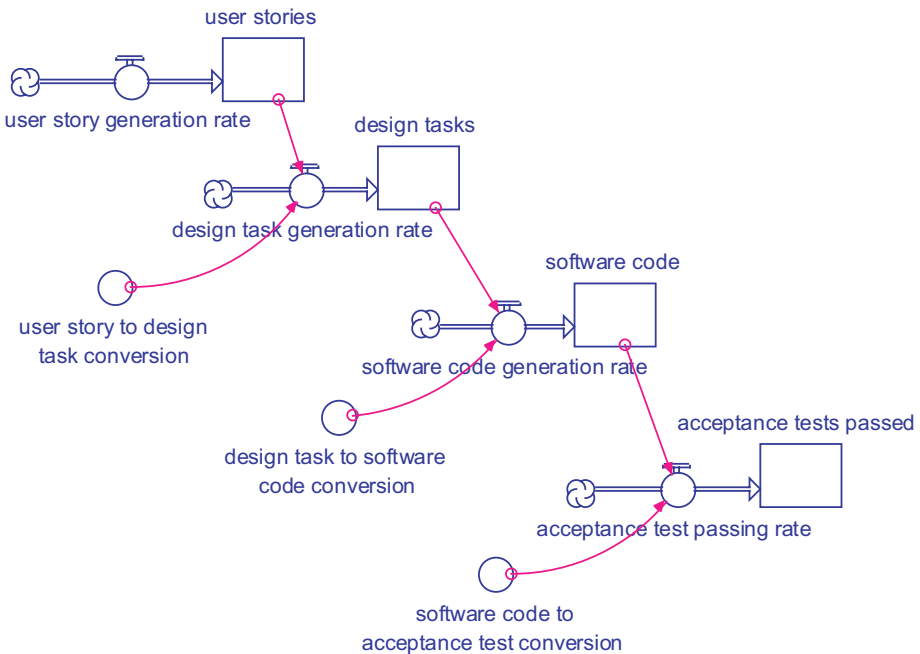 user stories
user story generation rate
design tasks
design task generation rate
software code
user story to design
task conversion
software code generation rate
acceptance tests passed
design task to software
code conversion
acceptance test passing rate
software code to
acceptance test conversion